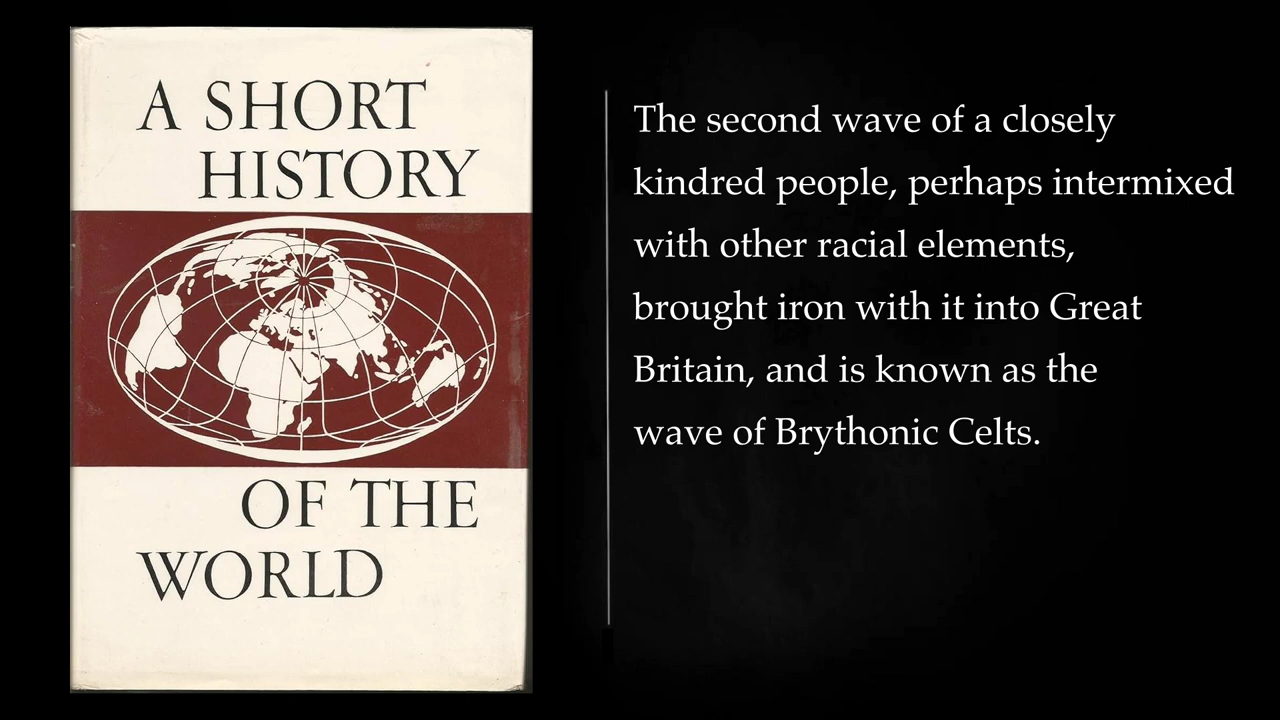 A SHORT
HISTORY
OF THE
WORLD
The second wave of a closely
kindred people, perhaps intermixed
with other racial elements,
brought iron with it into Great
Britain, and is known as the
wave of Brythonic Celts.